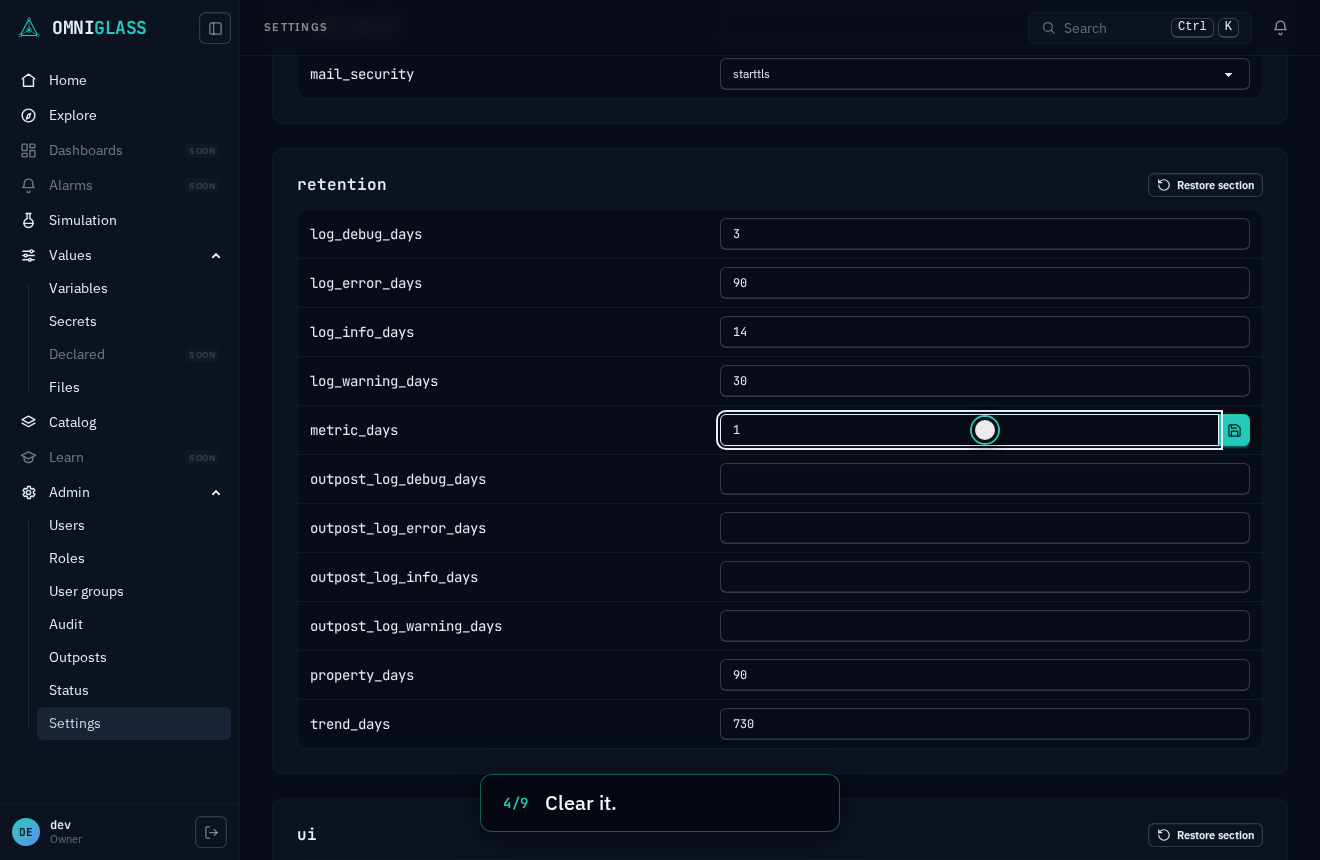 OMNIGLASS
SETTINGS
Search
Ctrl K
Home
Explore
Dashboards SOON
Alarms SOON
Simulation
Values
Variables
Secrets
Declared SOON
Files
Catalog
Learn SOON
Admin
Users
Roles
User groups
Audit
Outposts
Status
Settings
DE
dev
Owner
mail_security starttls
retention Restore section
log_debug_days 3
log_error_days 90
log_info_days 14
log_warning_days 30
metric_days 1
outpost_log_debug_days
outpost_log_error_days
outpost_log_info_days
outpost_log_warning_days
property_days 90
trend_days 730
4/9 Clear it.
ui Restore section